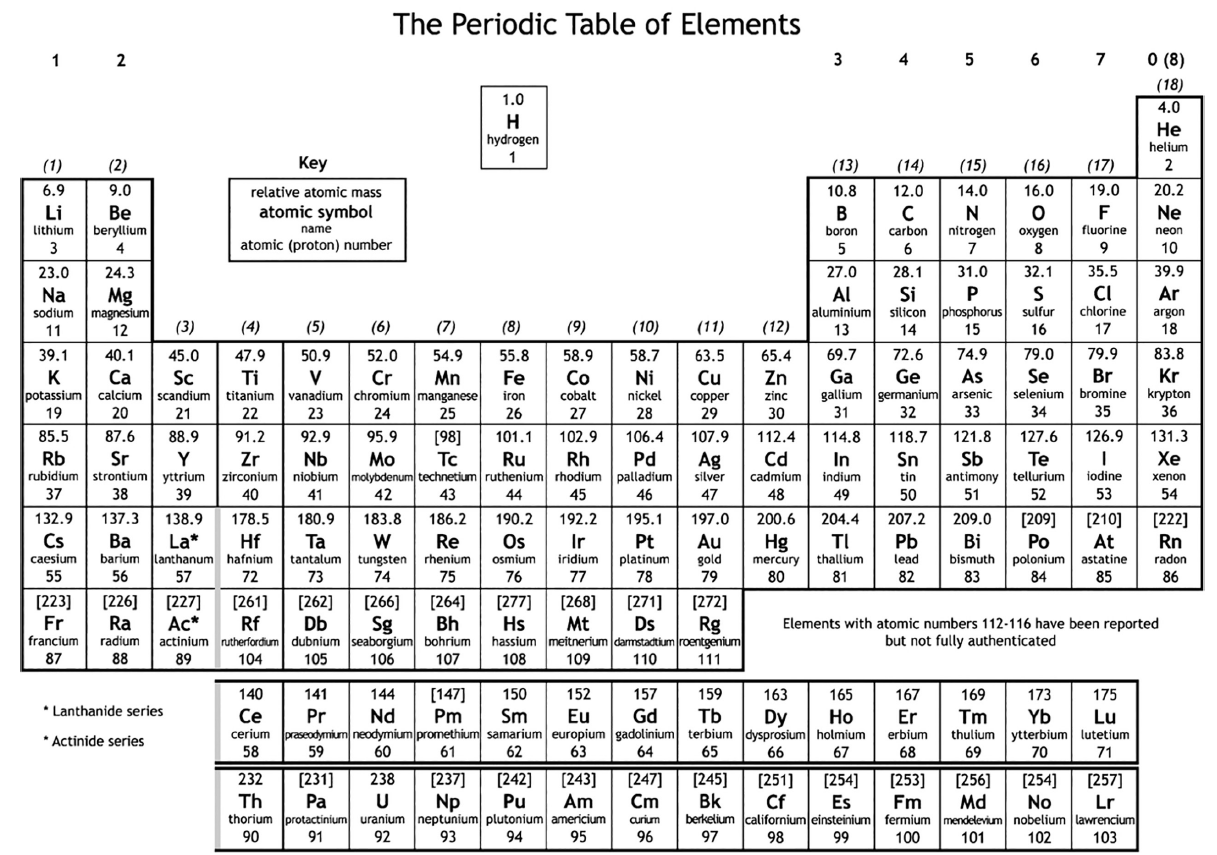 The Periodic Table of Elements
1 2 3 4 5 6 7 0 (8)
(18)
1.0 4.0
H He
hydrogen helium
1 2
(1) (2) Key (13) (14) (15) (16) (17)
6.9 9.0 relative atomic mass 10.8 12.0 14.0 16.0 19.0 20.2
Li Be atomic symbol B C N O F Ne
lithium beryllium name boron carbon nitrogen oxygen fluorine neon
3 4 atomic (proton) number 5 6 7 8 9 10
23.0 24.3 27.0 28.1 31.0 32.1 35.5 39.9
Na Mg Al Si P S Cl Ar
sodium magnesium aluminium silicon phosphorus sulfur chlorine argon
11 12 13 14 15 16 17 18
(3) (4) (5) (6) (7) (8) (9) (10) (11) (12)
39.1 40.1 45.0 47.9 50.9 52.0 54.9 55.8 58.9 58.7 63.5 65.4 69.7 72.6 74.9 79.0 79.9 83.8
K Ca Sc Ti V Cr Mn Fe Co Ni Cu Zn Ga Ge As Se Br Kr
potassium calcium scandium titanium vanadium chromium manganese iron cobalt nickel copper zinc gallium germanium arsenic selenium bromine krypton
19 20 21 22 23 24 25 26 27 28 29 30 31 32 33 34 35 36
85.5 87.6 88.9 91.2 92.9 95.9 [98] 101.1 102.9 106.4 107.9 112.4 114.8 118.7 121.8 127.6 126.9 131.3
Rb Sr Y Zr Nb Mo Tc Ru Rh Pd Ag Cd In Sn Sb Te I Xe
rubidium strontium yttrium zirconium niobium molybdenum technetium ruthenium rhodium palladium silver cadmium indium tin antimony tellurium iodine xenon
37 38 39 40 41 42 43 44 45 46 47 48 49 50 51 52 53 54
132.9 137.3 138.9 178.5 180.9 183.8 186.2 190.2 192.2 195.1 197.0 200.6 204.4 207.2 209.0 [209] [210] [222]
Cs Ba La* Hf Ta W Re Os Ir Pt Au Hg Tl Pb Bi Po At Rn
caesium barium lanthanum hafnium tantalum tungsten rhenium osmium iridium platinum gold mercury thallium lead bismuth polonium astatine radon
55 56 57 72 73 74 75 76 77 78 79 80 81 82 83 84 85 86
[223] [226] [227] [261] [262] [266] [264] [277] [268] [271] [272]
Fr Ra Ac* Rf Db Sg Bh Hs Mt Ds Rg
francium radium actinium rutherfordium dubnium seaborgium bohrium hassium meitnerium darmstadtium roentgenium
87 88 89 104 105 106 107 108 109 110 111
Elements with atomic numbers 112-116 have been reported
but not fully authenticated
* Lanthanide series
* Actinide series
140 141 144 [147] 150 152 157 159 163 165 167 169 173 175
Ce Pr Nd Pm Sm Eu Gd Tb Dy Ho Er Tm Yb Lu
cerium praseodymium neodymium promethium samarium europium gadolinium terbium dysprosium holmium erbium thulium ytterbium lutetium
58 59 60 61 62 63 64 65 66 67 68 69 70 71
232 [231] 238 [237] [242] [243] [247] [245] [251] [254] [253] [256] [254] [257]
Th Pa U Np Pu Am Cm Bk Cf Es Fm Md No Lr
thorium protactinium uranium neptunium plutonium americium curium berkelium californium einsteinium fermium mendelevium nobelium lawrencium
90 91 92 93 94 95 96 97 98 99 100 101 102 103